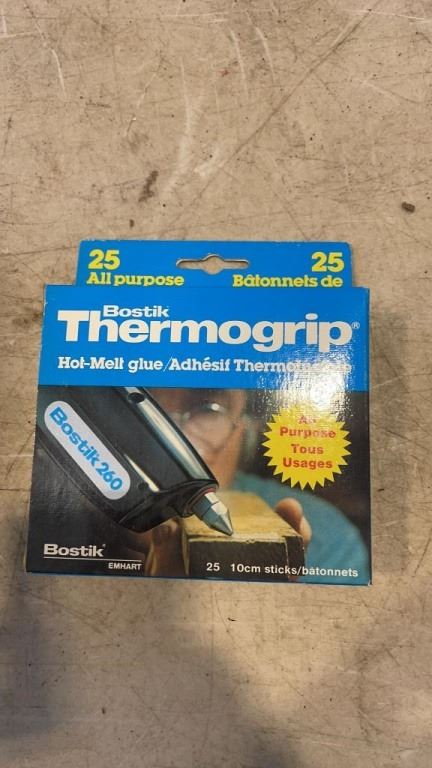 25 25
All purpose Bâtonnets de
Bostik
Thermogrip®
Hot-Melt glue/Adhésif
All
Purpose
Tous
Usages
Bostik 260
Bostik®
EMHART
25 10cm sticks/bâtonnets